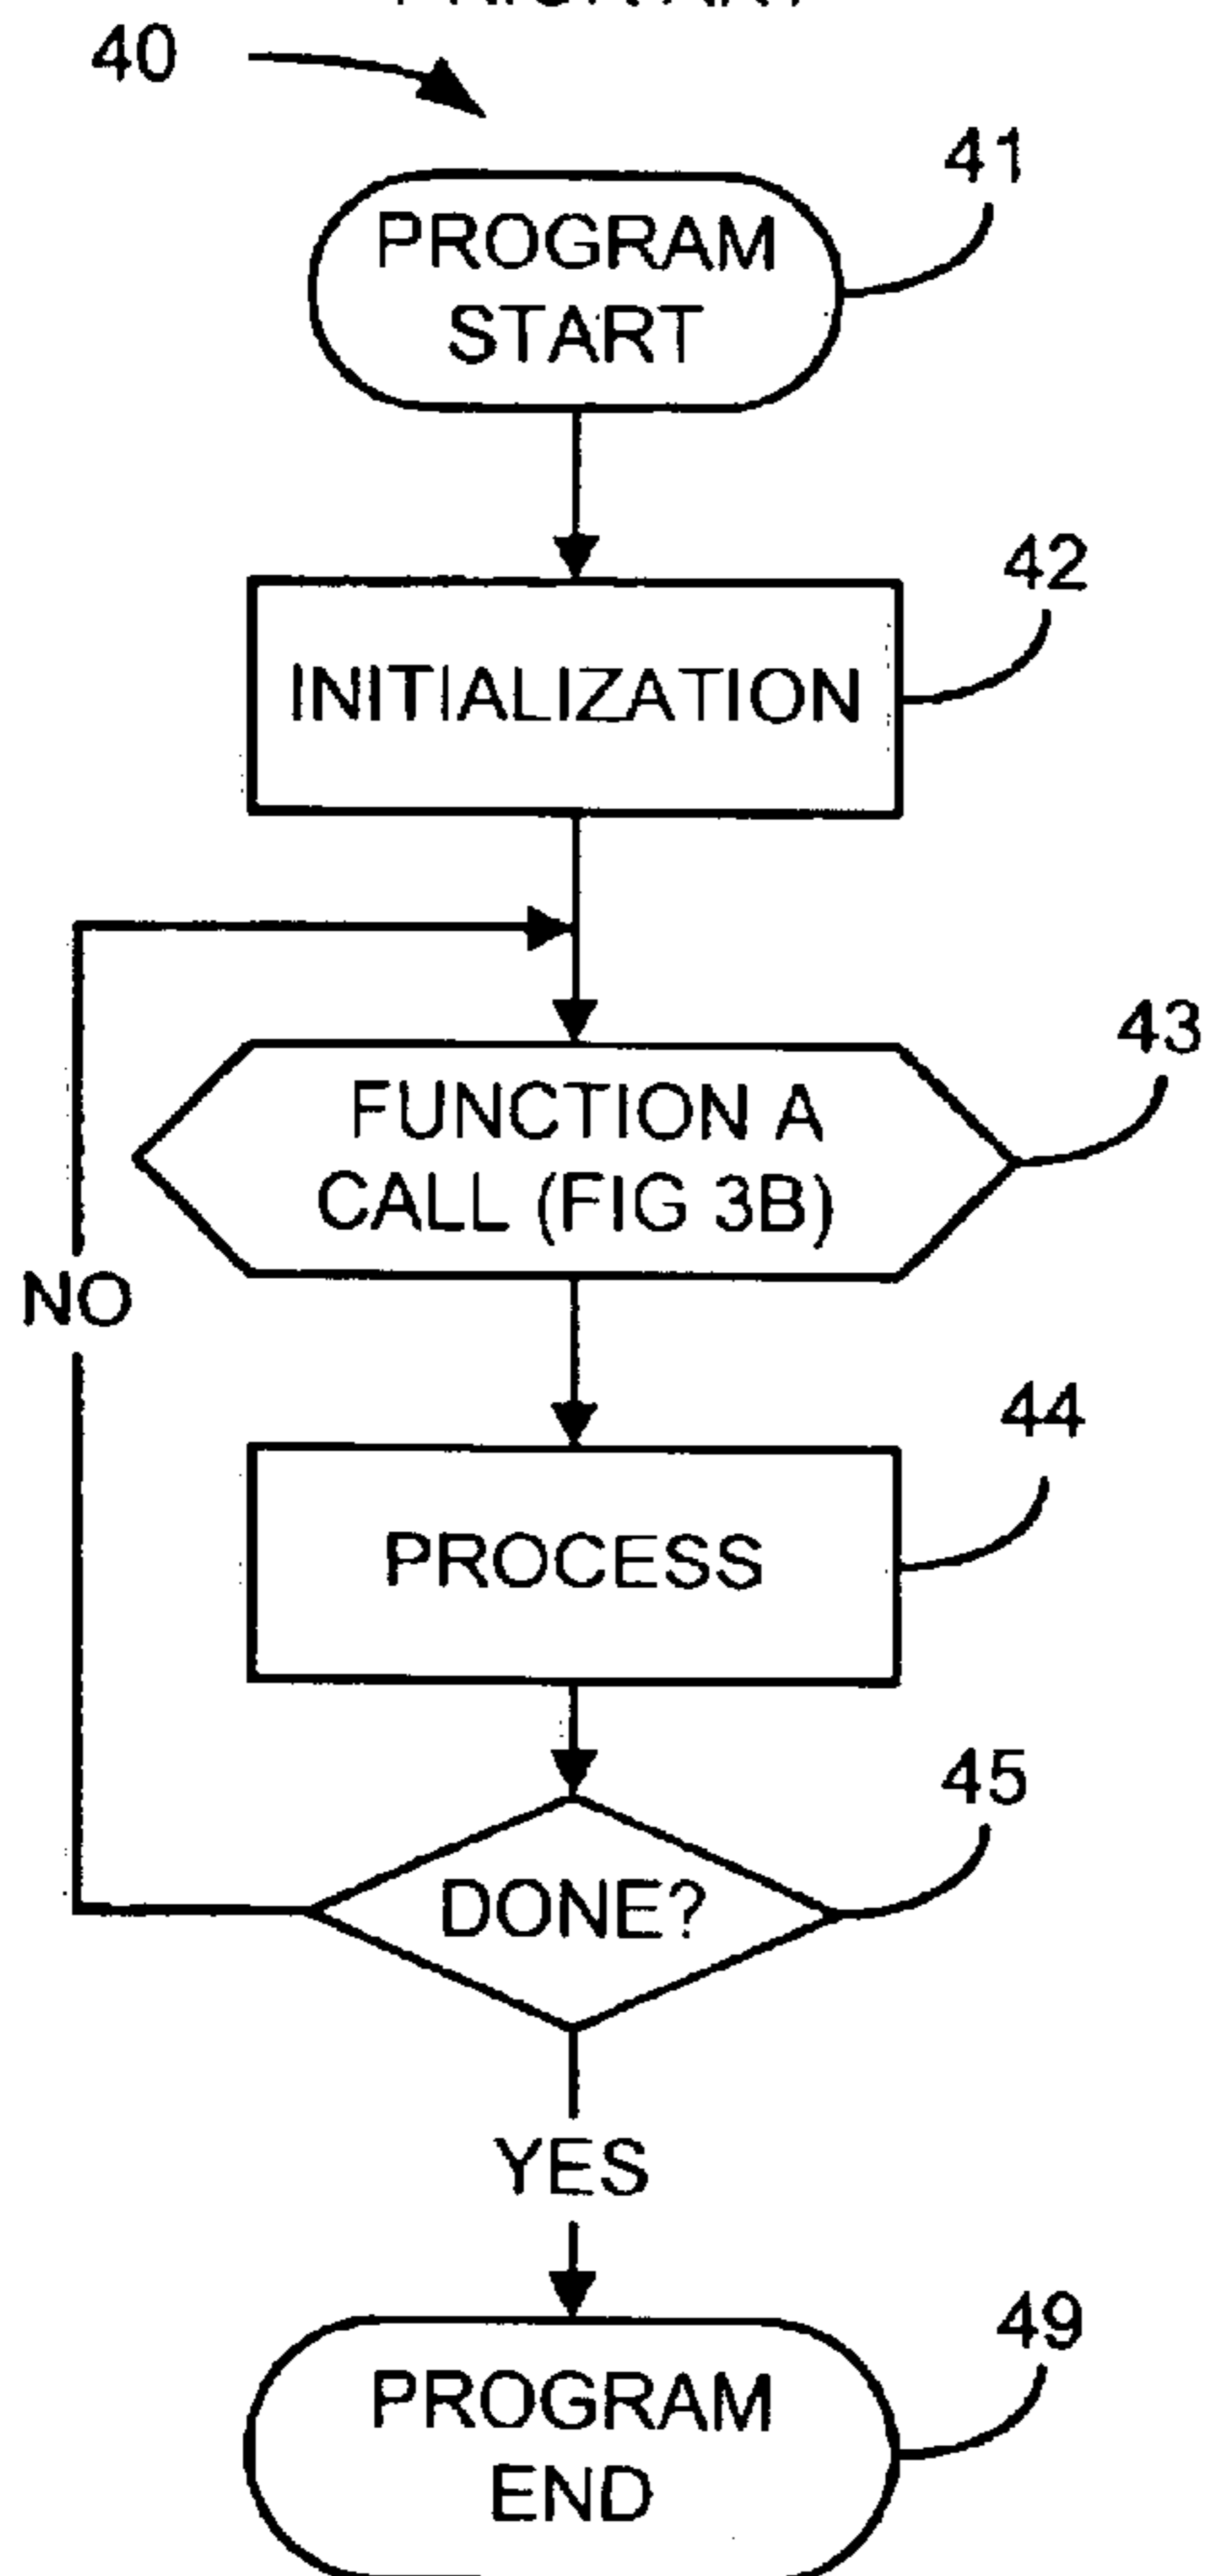 40
41
PROGRAM
START
42
INITIALIZATION
43
FUNCTION A
CALL (FIG 3B)
NO
44
PROCESS
45
DONE?
YES
49
PROGRAM
END